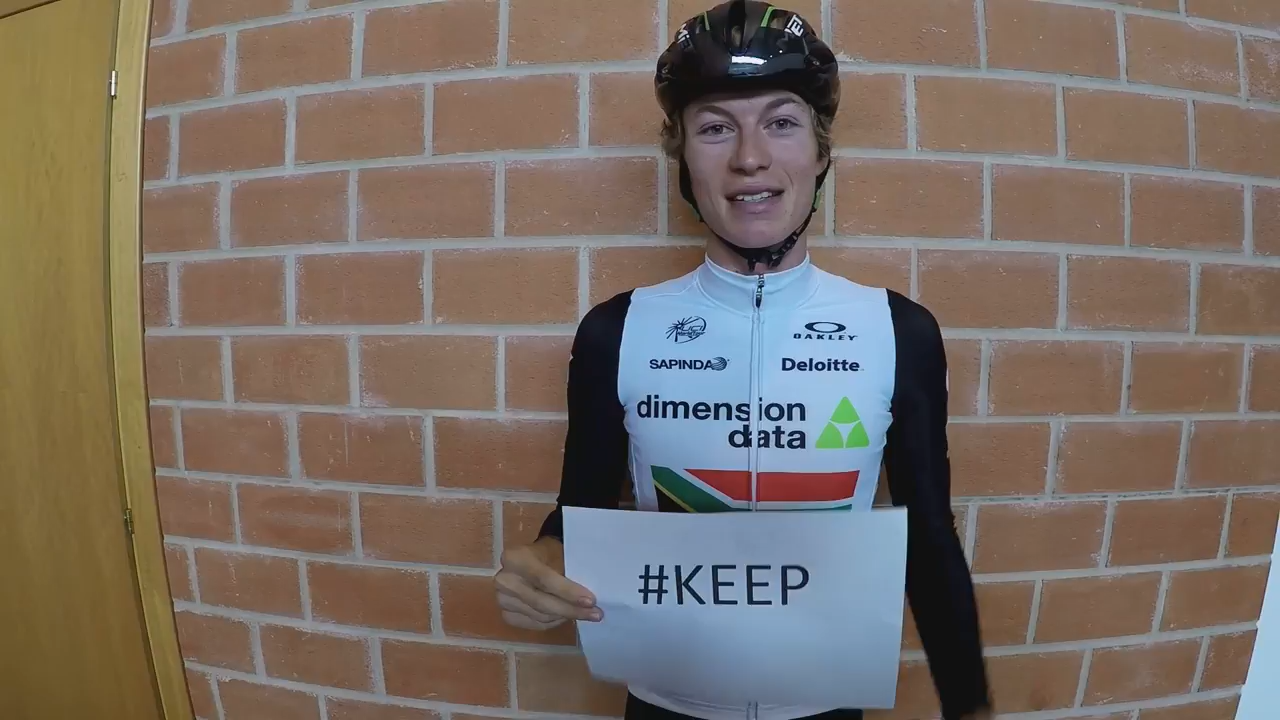 OAKLEY
SAPINDA
Deloitte.
dimension
data
#KEEP